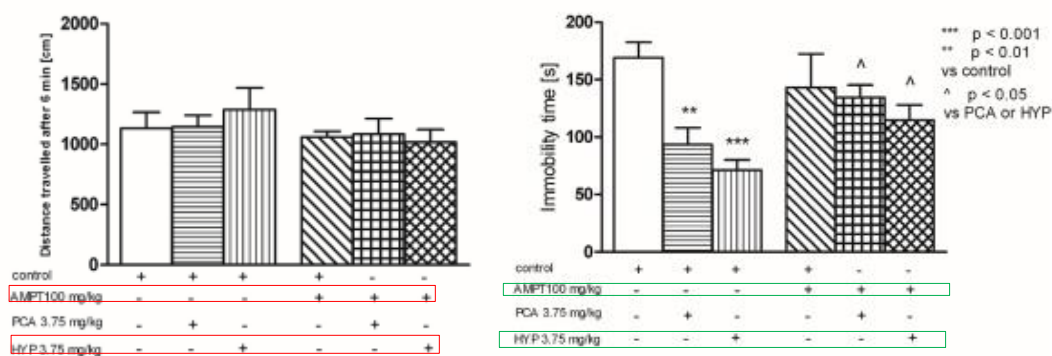 Distance travelled after 6 min [cm]
2000
1500
1000
500
0
control + + + + - -
AMPT100 mg/kg - - - + + +
PCA 3.75 mg/kg - + - - + -
HYP 3.75 mg/kg - - + - - +
Immobility time [s]
200
150
100
50
0
**
***
^
^
*** p < 0.001
** p < 0.01
vs control
^ p < 0.05
vs PCA or HYP
control + + + + - -
AMPT100 mg/kg - - - + + +
PCA 3.75 mg/kg - + - - + -
HYP 3.75 mg/kg - - + - - +